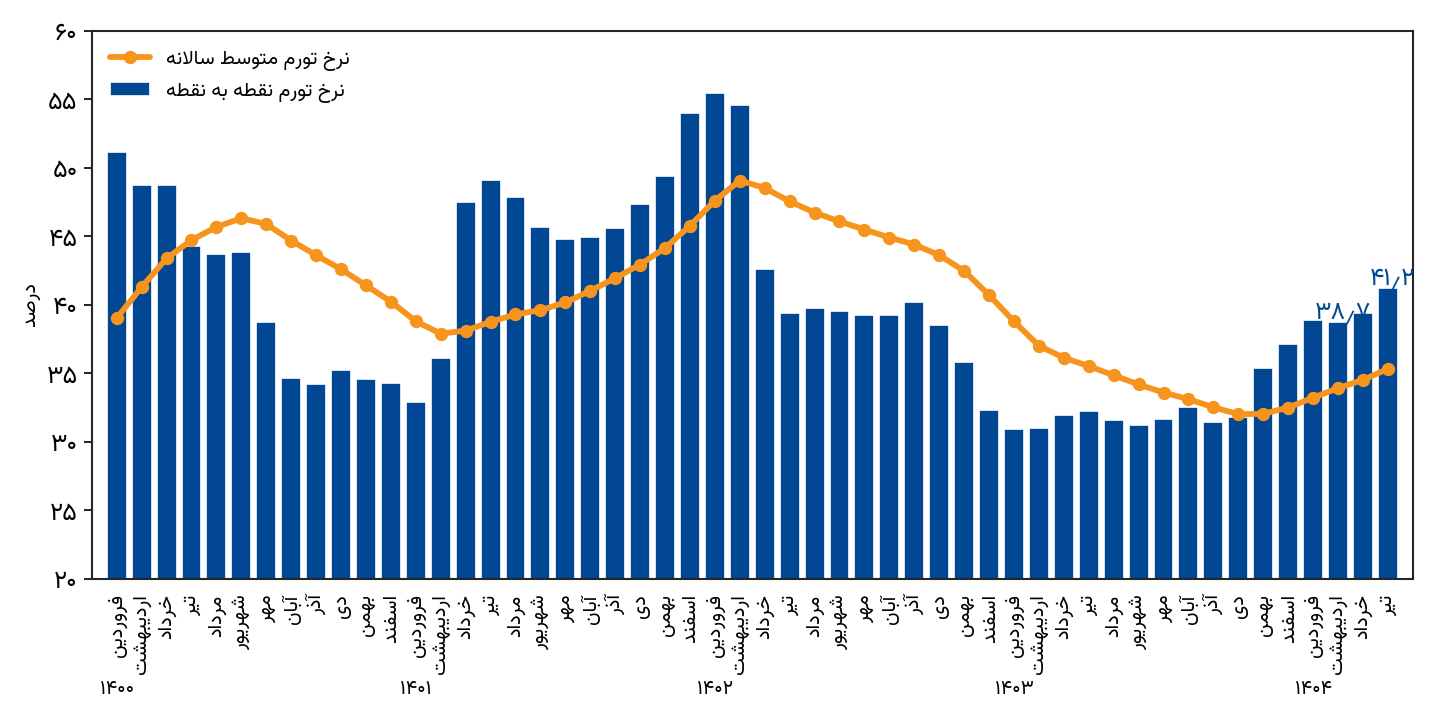 نرخ تورم متوسط سالانه
نرخ تورم نقطه به نقطه
درصد
۶۰
۵۵
۵۰
۴۵
۴۰
۳۵
۳۰
۲۵
۲۰
۳۸٫۷
۴۱٫۲
فروردین اردیبهشت خرداد تیر مرداد شهریور مهر آبان آذر دی بهمن اسفند فروردین اردیبهشت خرداد تیر مرداد شهریور مهر آبان آذر دی بهمن اسفند فروردین اردیبهشت خرداد تیر مرداد شهریور مهر آبان آذر دی بهمن اسفند فروردین اردیبهشت خرداد تیر مرداد شهریور مهر آبان آذر دی بهمن اسفند فروردین اردیبهشت خرداد تیر
۱۴۰۰ ۱۴۰۱ ۱۴۰۲ ۱۴۰۳ ۱۴۰۴